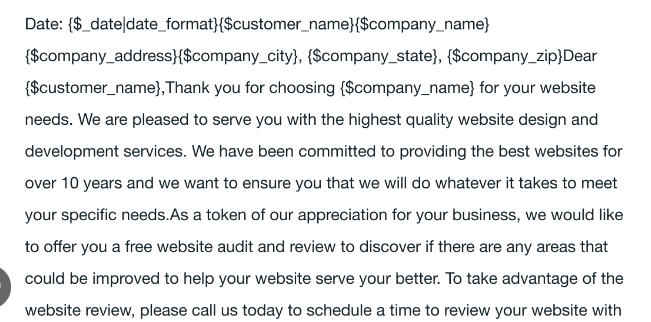 Date: {$_date|date_format}{$customer_name}{$company_name}
{$company_address}{$company_city}, {$company_state}, {$company_zip}Dear
{$customer_name},Thank you for choosing {$company_name} for your website
needs. We are pleased to serve you with the highest quality website design and
development services. We have been committed to providing the best websites for
over 10 years and we want to ensure you that we will do whatever it takes to meet
your specific needs.As a token of our appreciation for your business, we would like
to offer you a free website audit and review to discover if there are any areas that
could be improved to help your website serve your better. To take advantage of the
website review, please call us today to schedule a time to review your website with